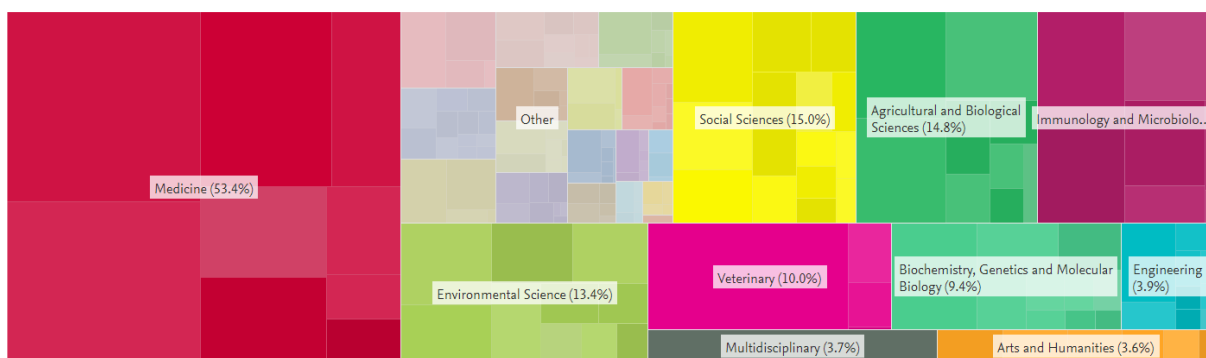 Other
Social Sciences (15.0%)
Agricultural and Biological
Sciences (14.8%)
Immunology and Microbiolo...
Medicine (53.4%)
Environmental Science (13.4%)
Veterinary (10.0%)
Biochemistry, Genetics and Molecular
Biology (9.4%)
Engineering
(3.9%)
Multidisciplinary (3.7%)
Arts and Humanities (3.6%)